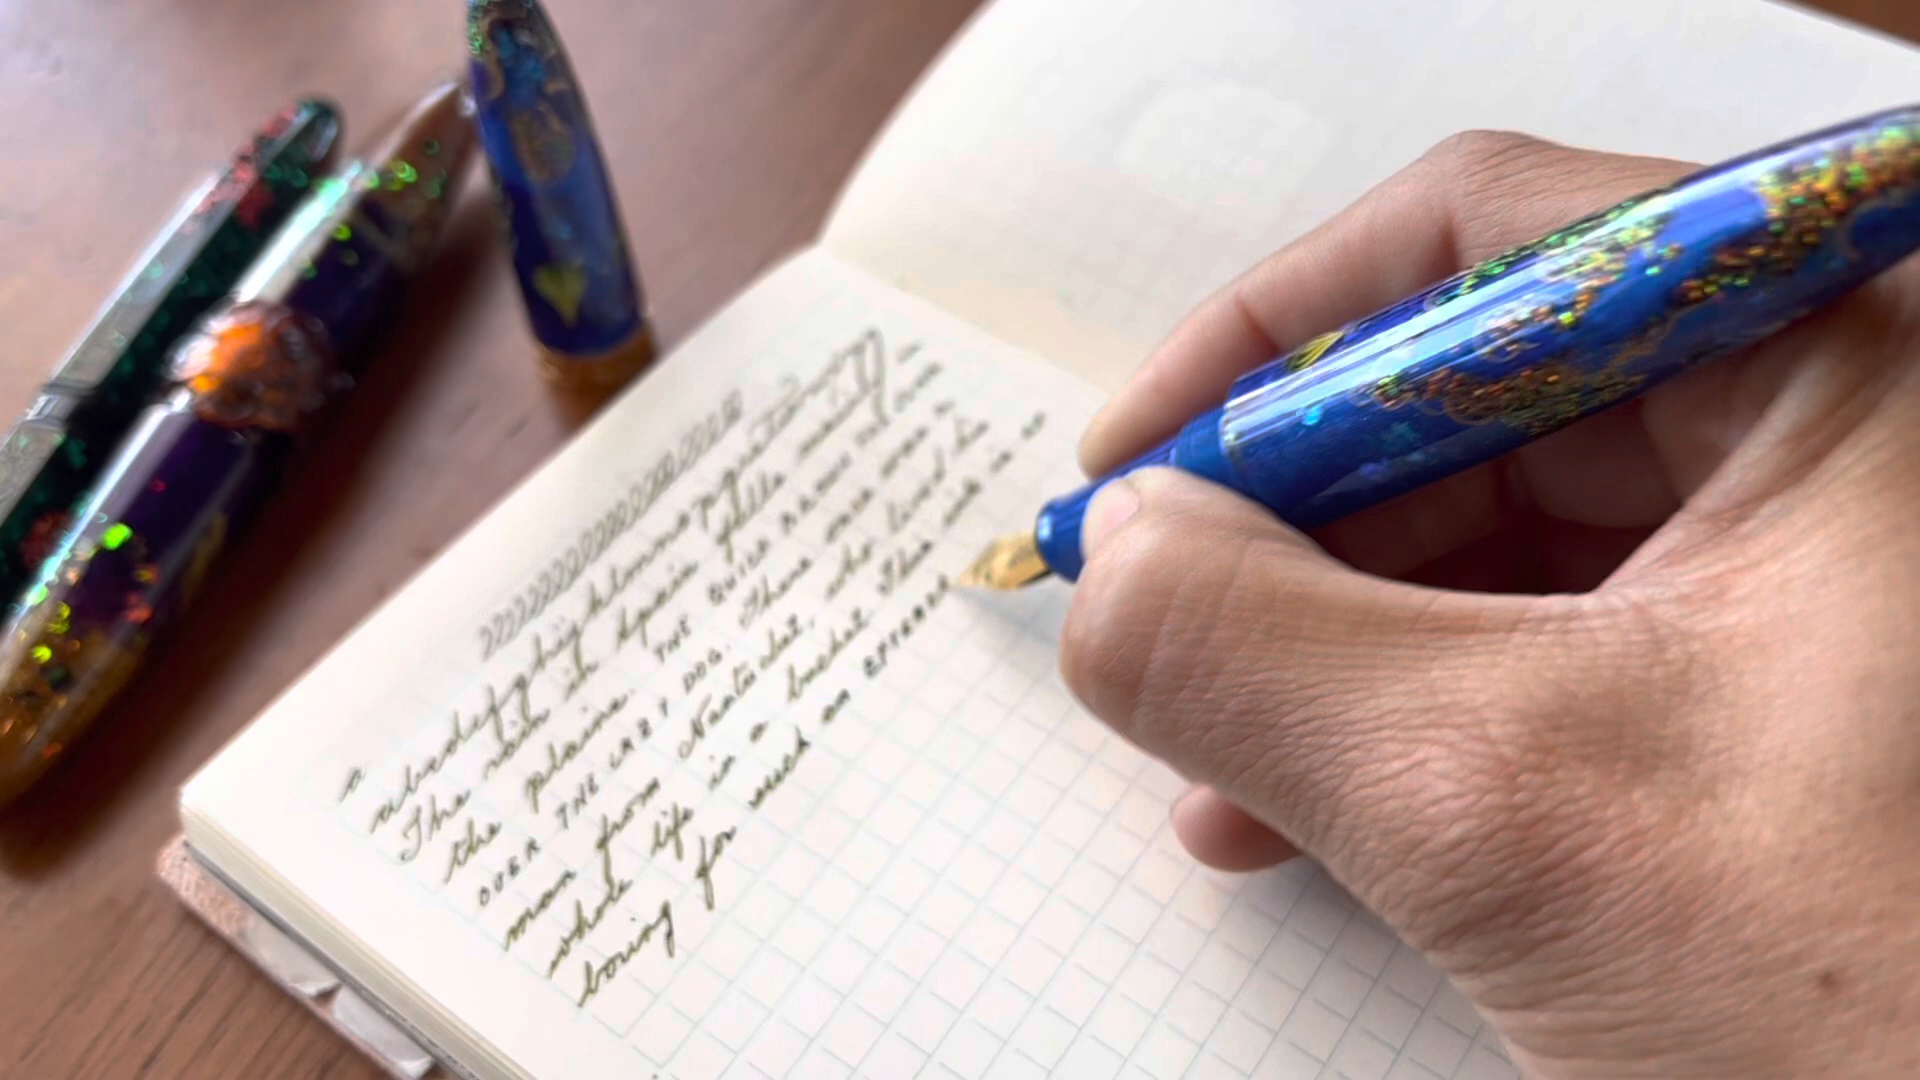 a
abcdefghijklmnopqrstuvwxyz
The rain in Spain falls mainly in
the plains. THE QUICK BROWN FOX JUMPS
OVER THE LAZY DOG. There once was a
man from Nantucket, who lived his
whole life in a bucket. This ink is so
boring for such an